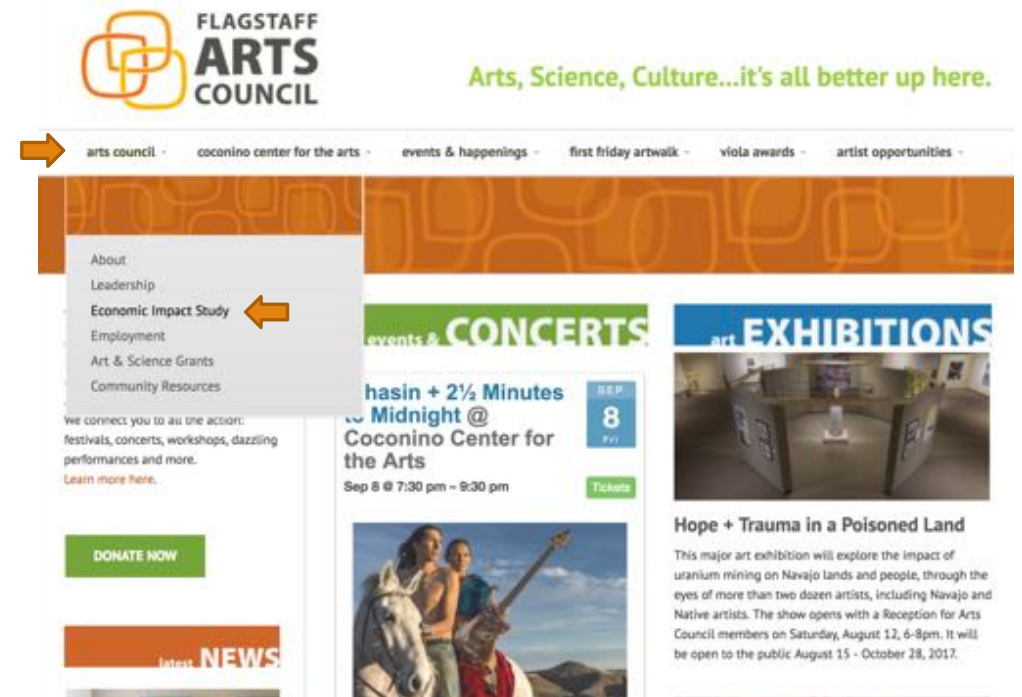 FLAGSTAFF
ARTS
COUNCIL
Arts, Science, Culture...it's all better up here.
arts council
coconino center for the arts
events & happenings
first friday artwalk
viola awards
artist opportunities
About
Leadership
Economic Impact Study
Employment
Art & Science Grants
Community Resources
We connect you to all the action:
festivals, concerts, workshops, dazzling
performances and more.
Learn more here.
DONATE NOW
latest NEWS
events & CONCERTS
hasin + 2½ Minutes
to Midnight @
Coconino Center for
the Arts
Sep 8 @ 7:30 pm – 9:30 pm
SEP
8
Fri
Tickets
art EXHIBITIONS
Hope + Trauma in a Poisoned Land
This major art exhibition will explore the impact of
uranium mining on Navajo lands and people, through the
eyes of more than two dozen artists, including Navajo and
Native artists. The show opens with a Reception for Arts
Council members on Saturday, August 12, 6-8pm. It will
be open to the public August 15 - October 28, 2017.